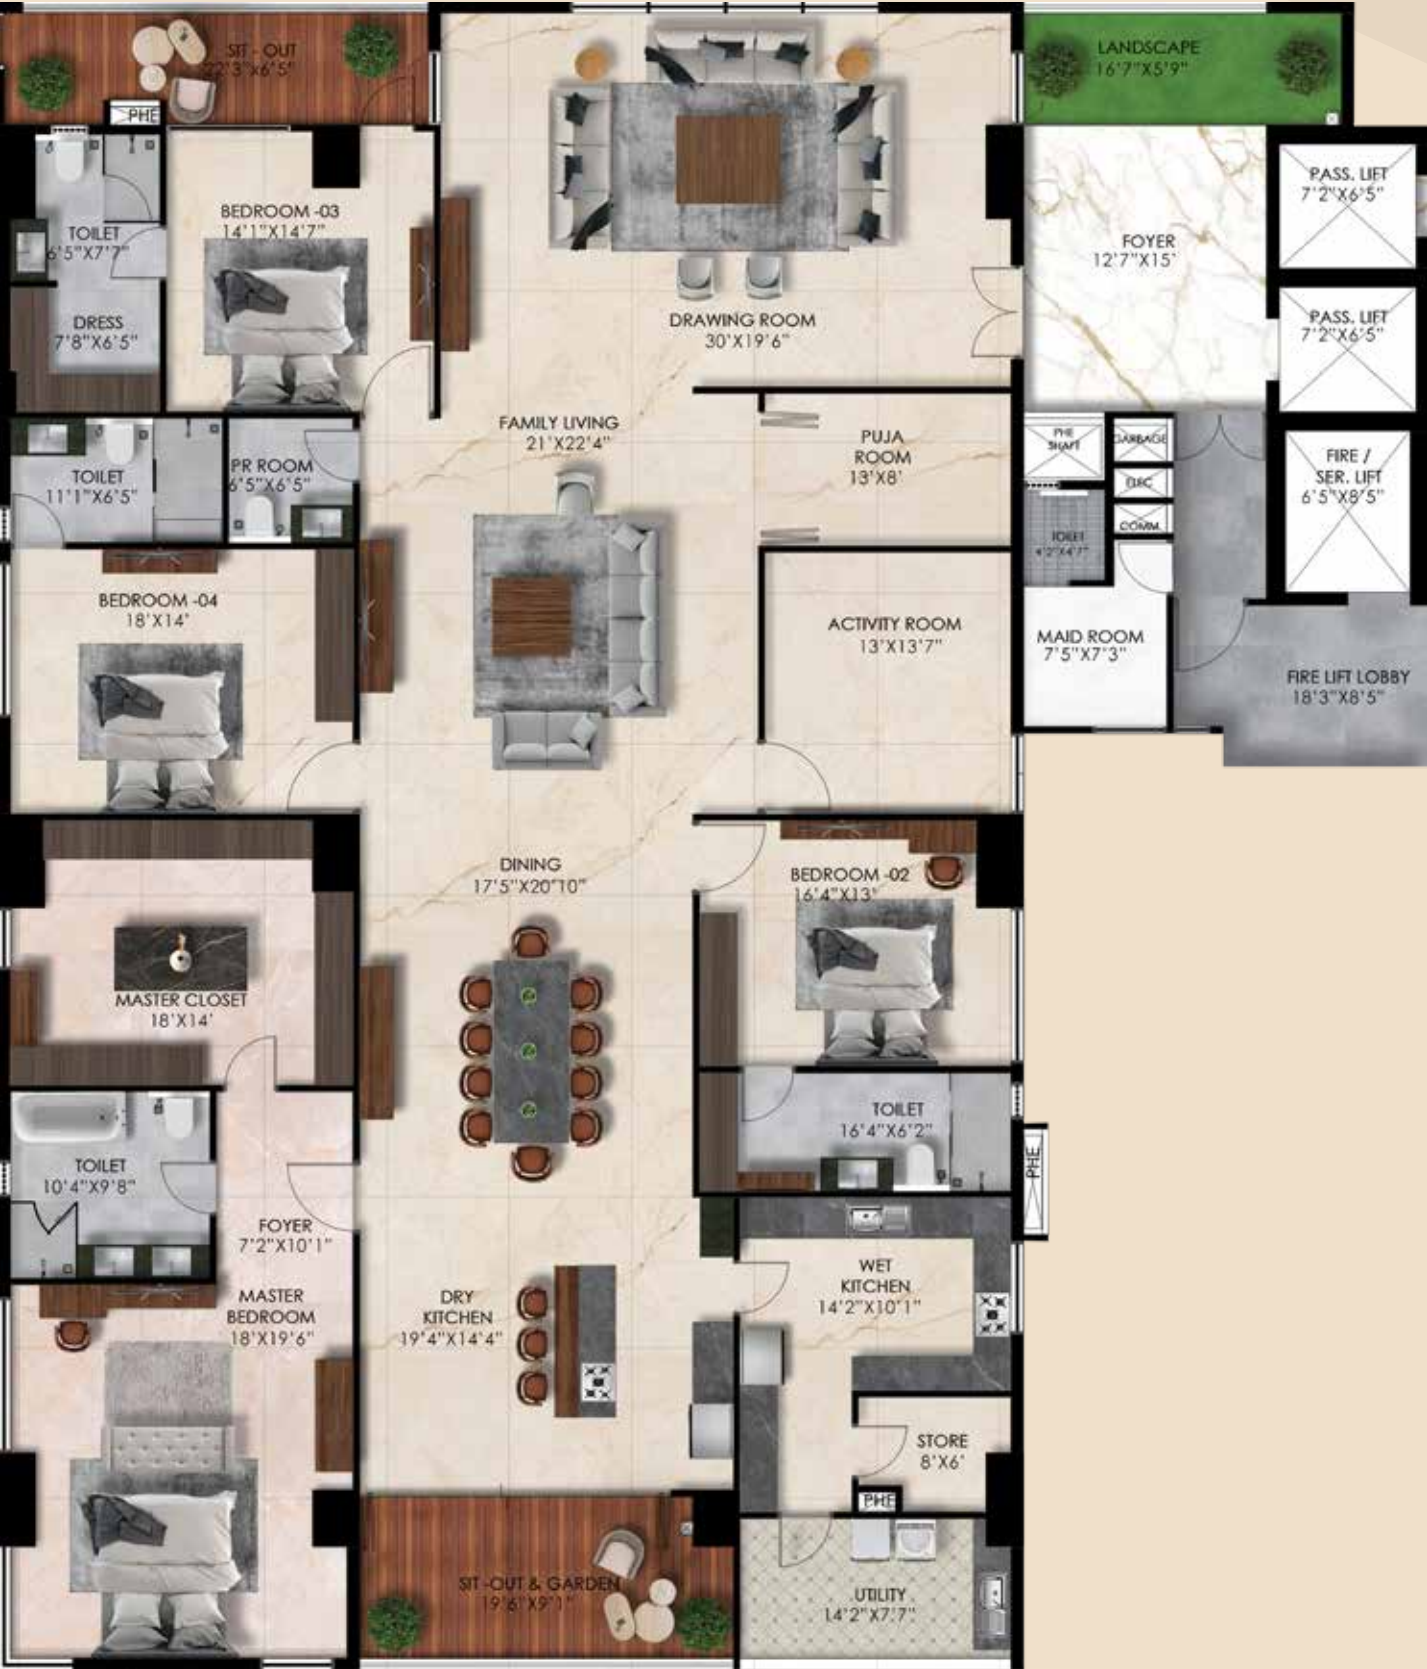 SIT - OUT
22'3"X6'5"
PHE
LANDSCAPE
16'7"X5'9"
TOILET
6'5"X7'7"
BEDROOM -03
14'1"X14'7"
DRESS
7'8"X6'5"
DRAWING ROOM
30'X19'6"
FOYER
12'7"X15'
PASS. LIFT
7'2"X6'5"
PASS. LIFT
7'2"X6'5"
FAMILY LIVING
21'X22'4"
PUJA
ROOM
13'X8'
PHE
SHAFT
GARBAGE
ELEC
COMM.
FIRE /
SER. LIFT
6'5"X8'5"
TOILET
11'1"X6'5"
PR ROOM
6'5"X6'5"
TOILET
4'2"X4'7"
BEDROOM -04
18'X14'
ACTIVITY ROOM
13'X13'7"
MAID ROOM
7'5"X7'3"
FIRE LIFT LOBBY
18'3"X8'5"
DINING
17'5"X20'10"
BEDROOM -02
16'4"X13'
MASTER CLOSET
18'X14'
TOILET
16'4"X6'2"
PHE
TOILET
10'4"X9'8"
FOYER
7'2"X10'1"
MASTER
BEDROOM
18'X19'6"
DRY
KITCHEN
19'4"X14'4"
WET
KITCHEN
14'2"X10'1"
STORE
8'X6'
PHE
SIT -OUT & GARDEN
19'6"X9'1"
UTILITY
14'2"X7'7"